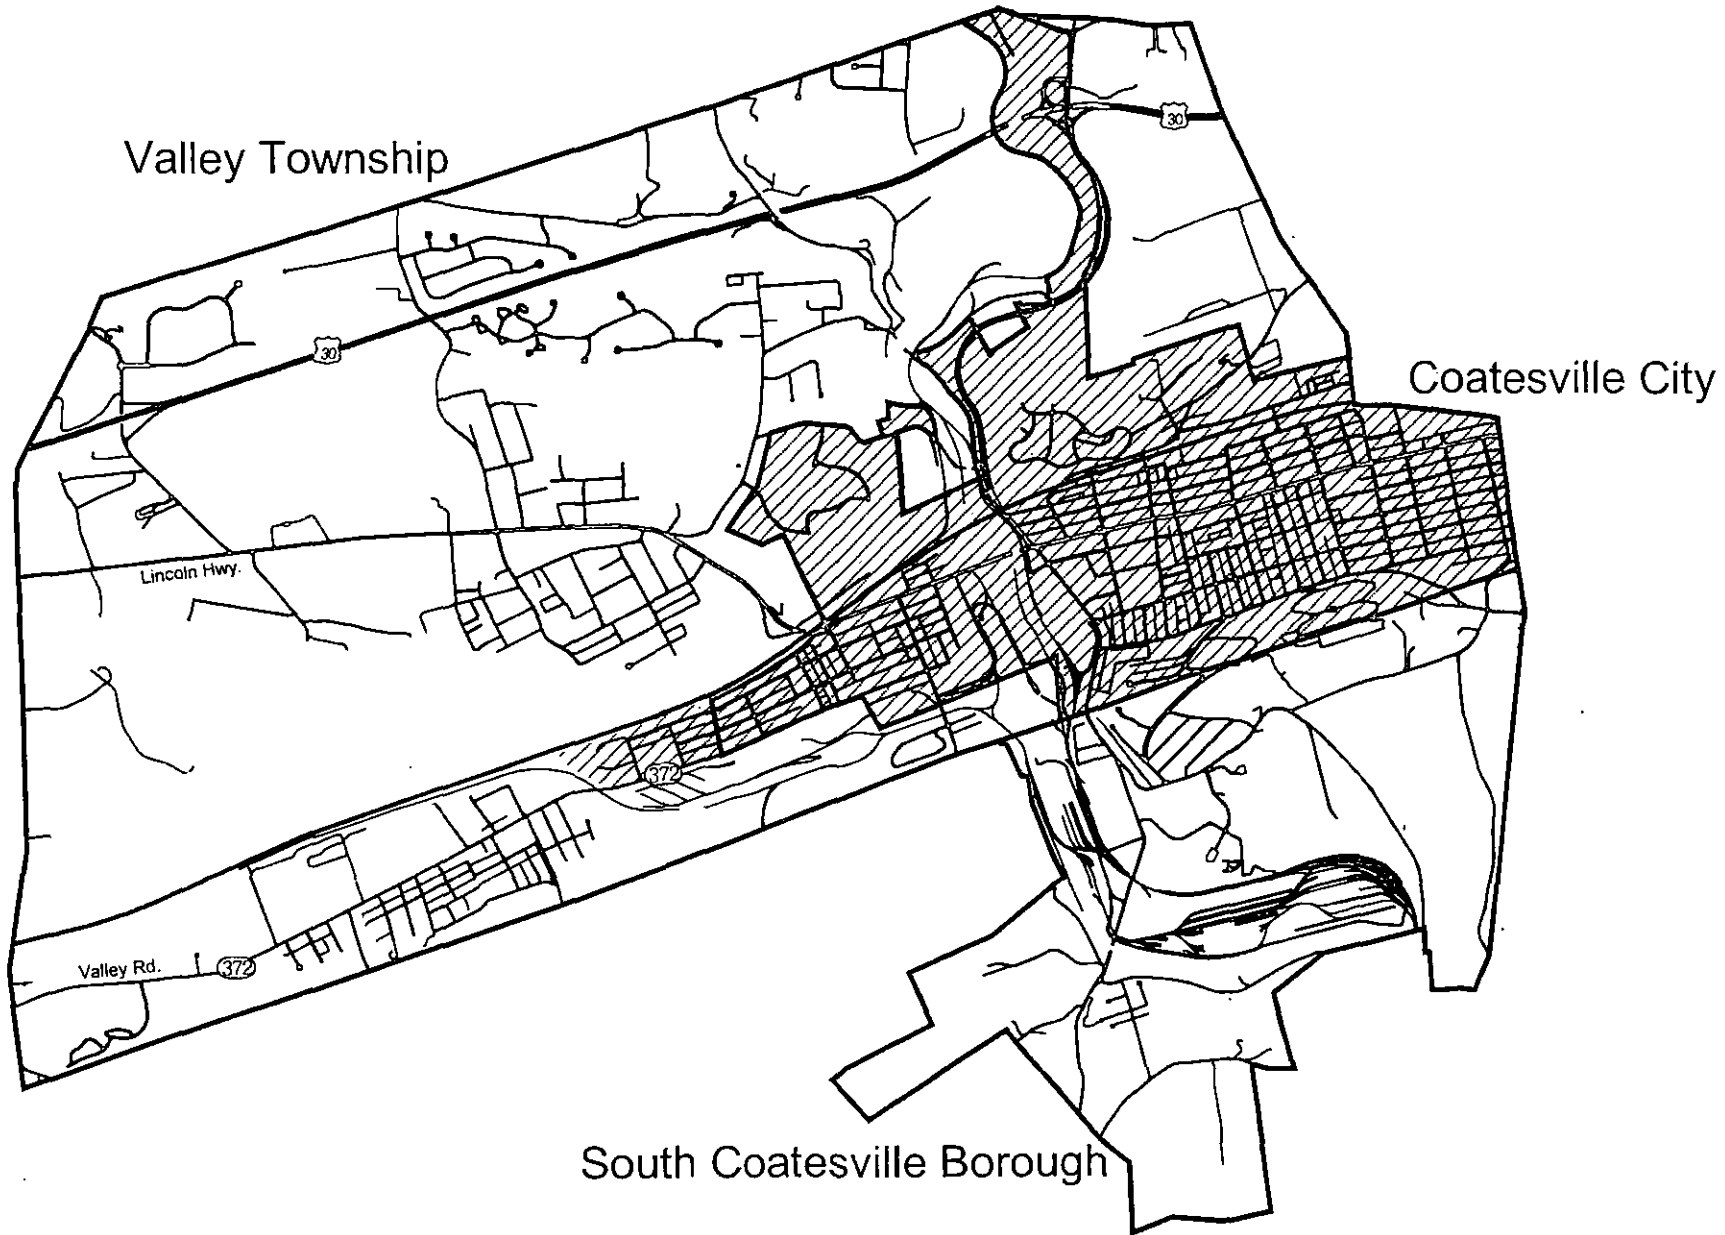 30
Valley Township
30
Coatesville City
Lincoln Hwy.
372
Valley Rd.
372
South Coatesville Borough